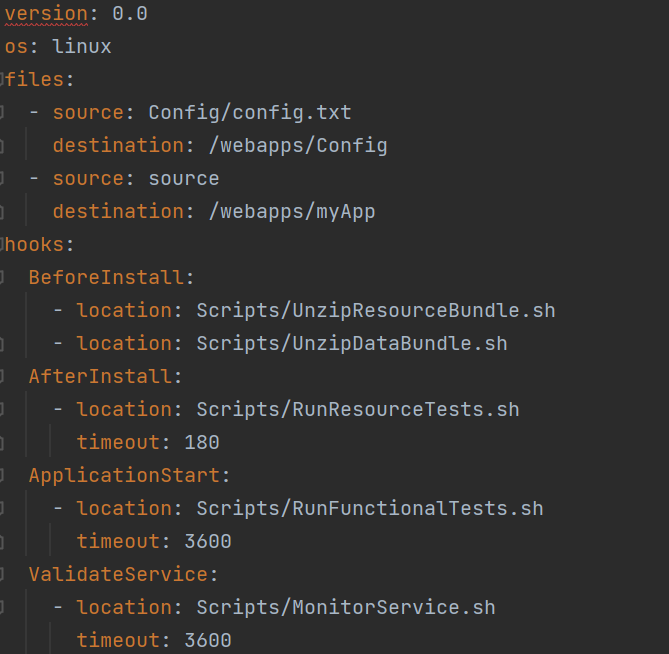 version: 0.0
os: linux
files:
  - source: Config/config.txt
    destination: /webapps/Config
  - source: source
    destination: /webapps/myApp
hooks:
  BeforeInstall:
    - location: Scripts/UnzipResourceBundle.sh
    - location: Scripts/UnzipDataBundle.sh
  AfterInstall:
    - location: Scripts/RunResourceTests.sh
      timeout: 180
  ApplicationStart:
    - location: Scripts/RunFunctionalTests.sh
      timeout: 3600
  ValidateService:
    - location: Scripts/MonitorService.sh
      timeout: 3600